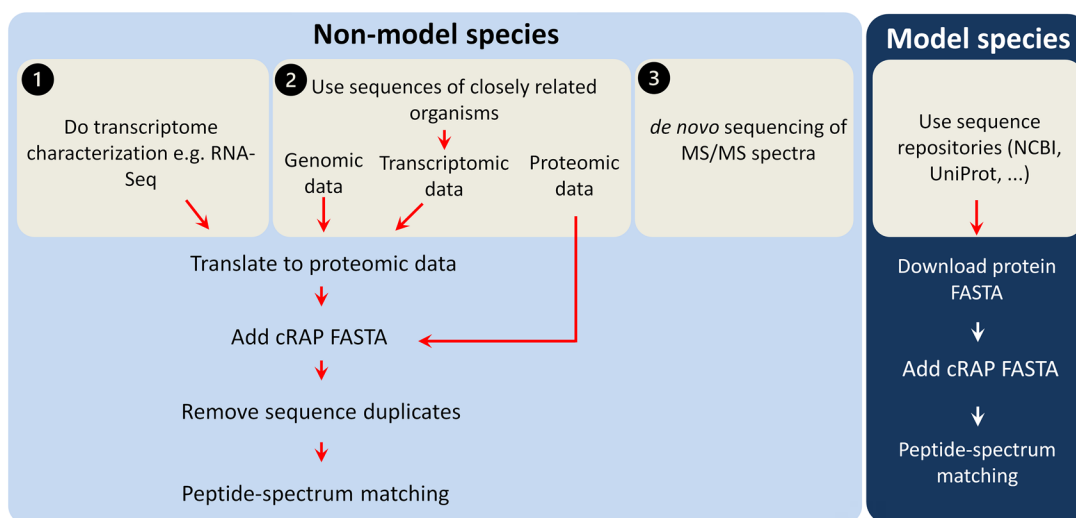 Non-model species
1
Do transcriptome
characterization e.g. RNA-
Seq
2
Use sequences of closely related
organisms
Genomic
data
Transcriptomic
data
Proteomic
data
3
de novo sequencing of
MS/MS spectra
Translate to proteomic data
Add cRAP FASTA
Remove sequence duplicates
Peptide-spectrum matching
Model species
Use sequence
repositories (NCBI,
UniProt, ...)
Download protein
FASTA
Add cRAP FASTA
Peptide-spectrum
matching